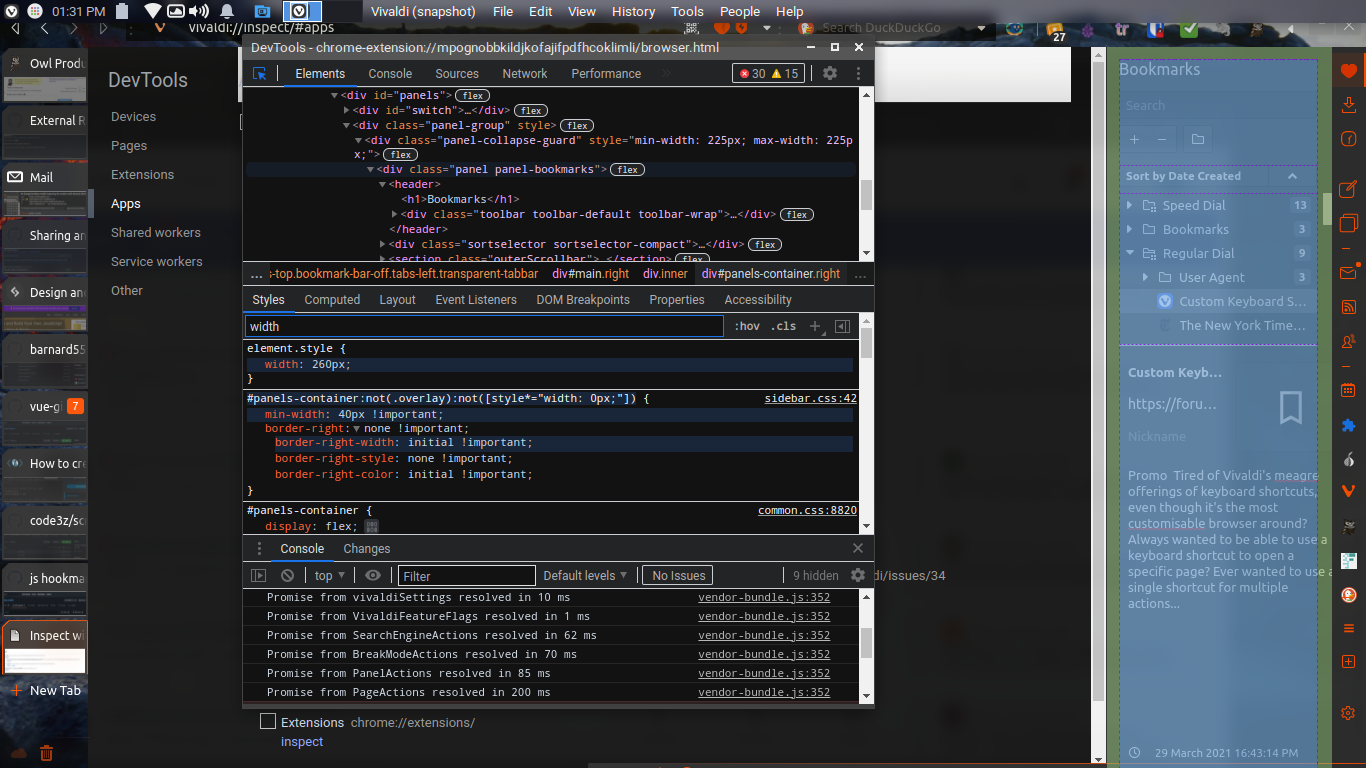 01:31 PM
Vivaldi (snapshot) File Edit View History Tools People Help
vivaldi://inspect/#apps
Search DuckDuckGo
27
Owl Produ
External R
Mail
Sharing an
Design and
barnard55
vue-gi 7
How to cre
code3z/sc
js hookma
Inspect wi
New Tab
DevTools
Devices
Pages
Extensions
Apps
Shared workers
Service workers
Other
DevTools - chrome-extension://mpognobbkildjkofajifpdfhcoklimli/browser.html
Elements Console Sources Network Performance » 30 15
▼<div id="panels"> flex
▶<div id="switch">…</div> flex
▼<div class="panel-group" style> flex
▼<div class="panel-collapse-guard" style="min-width: 225px; max-width: 225p
x;"> flex
▼<div class="panel panel-bookmarks"> flex
▼<header>
<h1>Bookmarks</h1>
▶<div class="toolbar toolbar-default toolbar-wrap">…</div> flex
</header>
▶<div class="sortselector sortselector-compact">…</div> flex
▶<section class="outerScrollbar">…</section> flex
… s-top.bookmark-bar-off.tabs-left.transparent-tabbar div#main.right div.inner div#panels-container.right …
Styles Computed Layout Event Listeners DOM Breakpoints Properties Accessibility
width :hov .cls +
element.style {
width: 260px;
}
#panels-container:not(.overlay):not([style*="width: 0px;"]) { sidebar.css:42
min-width: 40px !important;
border-right:▼none !important;
border-right-width: initial !important;
border-right-style: none !important;
border-right-color: initial !important;
}
#panels-container { common.css:8820
display: flex;
Console Changes
top Filter Default levels No Issues 9 hidden
Promise from vivaldiSettings resolved in 10 ms vendor-bundle.js:352
Promise from VivaldiFeatureFlags resolved in 1 ms vendor-bundle.js:352
Promise from SearchEngineActions resolved in 62 ms vendor-bundle.js:352
Promise from BreakModeActions resolved in 70 ms vendor-bundle.js:352
Promise from PanelActions resolved in 85 ms vendor-bundle.js:352
Promise from PageActions resolved in 200 ms vendor-bundle.js:352
di/issues/34
Extensions chrome://extensions/
inspect
Bookmarks
Search
+ −
Sort by Date Created
Speed Dial 13
Bookmarks 3
Regular Dial 9
User Agent 3
Custom Keyboard S…
The New York Time…
Custom Keyb…
https://foru…
Nickname
Promo Tired of Vivaldi's meagre
offerings of keyboard shortcuts,
even though it's the most
customisable browser around?
Always wanted to be able to use a
keyboard shortcut to open a
specific page? Ever wanted to use a
single shortcut for multiple
actions...
29 March 2021 16:43:14 PM